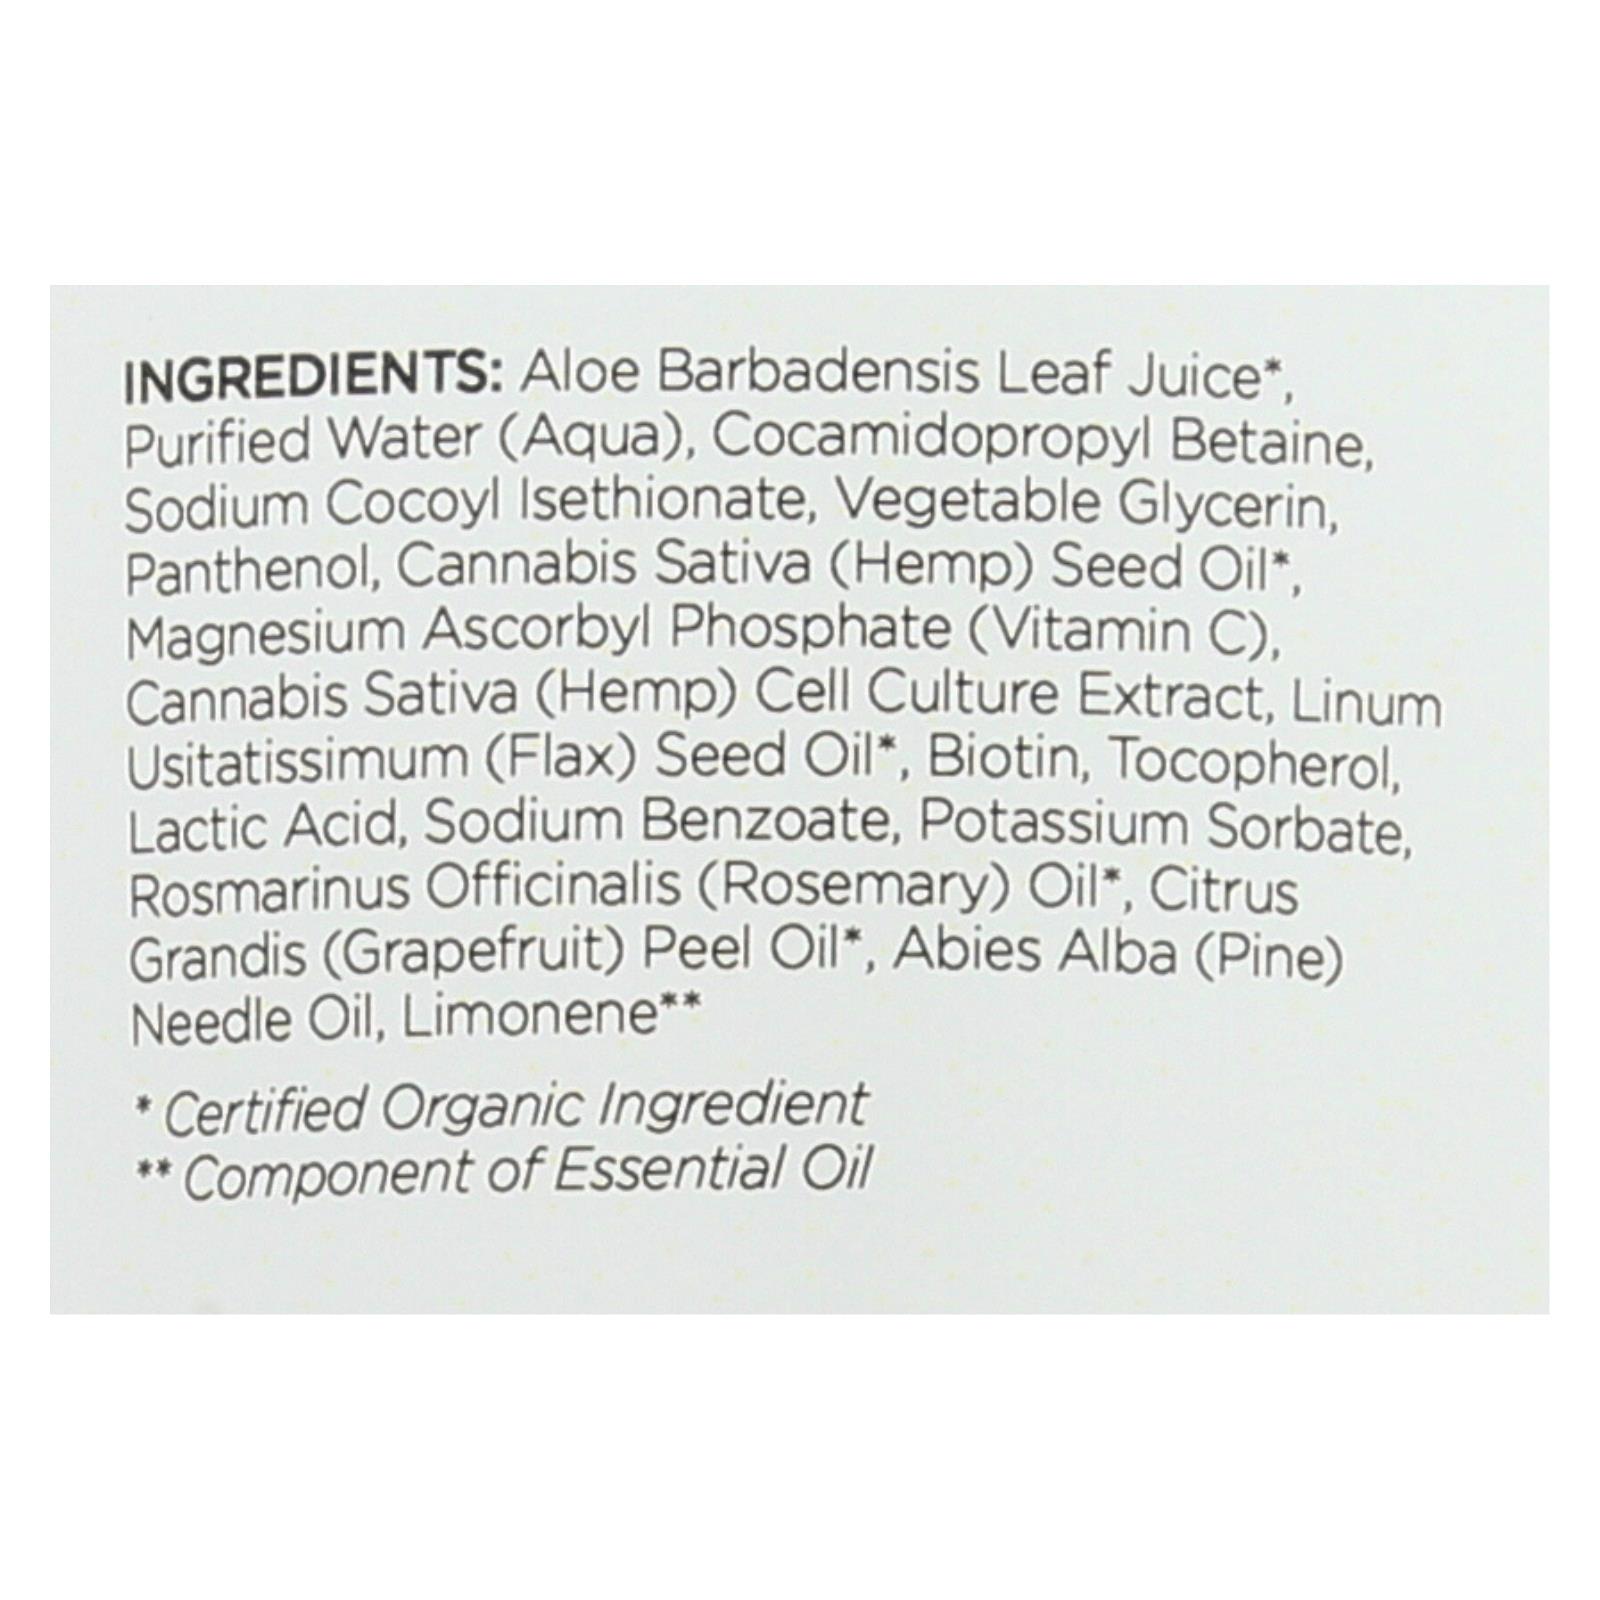 INGREDIENTS: Aloe Barbadensis Leaf Juice*,
Purified Water (Aqua), Cocamidopropyl Betaine,
Sodium Cocoyl Isethionate, Vegetable Glycerin,
Panthenol, Cannabis Sativa (Hemp) Seed Oil*,
Magnesium Ascorbyl Phosphate (Vitamin C),
Cannabis Sativa (Hemp) Cell Culture Extract, Linum
Usitatissimum (Flax) Seed Oil*, Biotin, Tocopherol,
Lactic Acid, Sodium Benzoate, Potassium Sorbate,
Rosmarinus Officinalis (Rosemary) Oil*, Citrus
Grandis (Grapefruit) Peel Oil*, Abies Alba (Pine)
Needle Oil, Limonene**
* Certified Organic Ingredient
** Component of Essential Oil